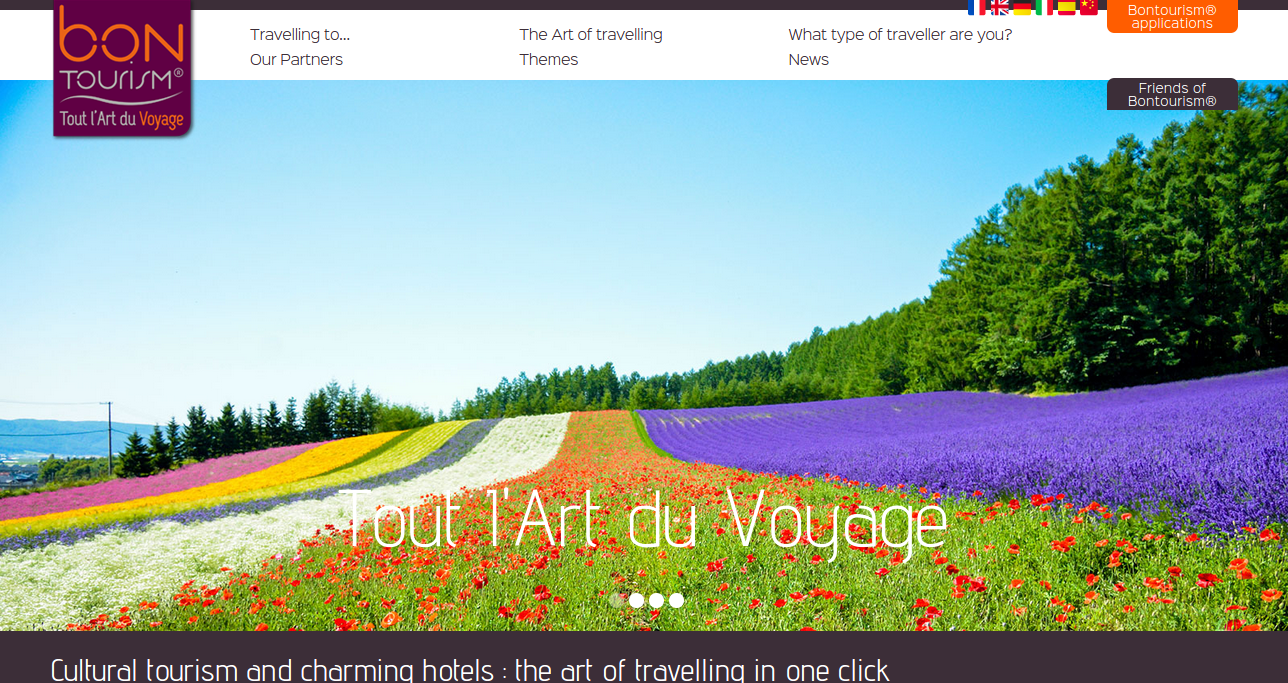 bon
TOURISM®
Tout l'Art du Voyage
Travelling to...
The Art of travelling
What type of traveller are you?
Our Partners
Themes
News
Bontourism®
applications
Friends of
Bontourism®
Tout l'Art du Voyage
Cultural tourism and charming hotels : the art of travelling in one click